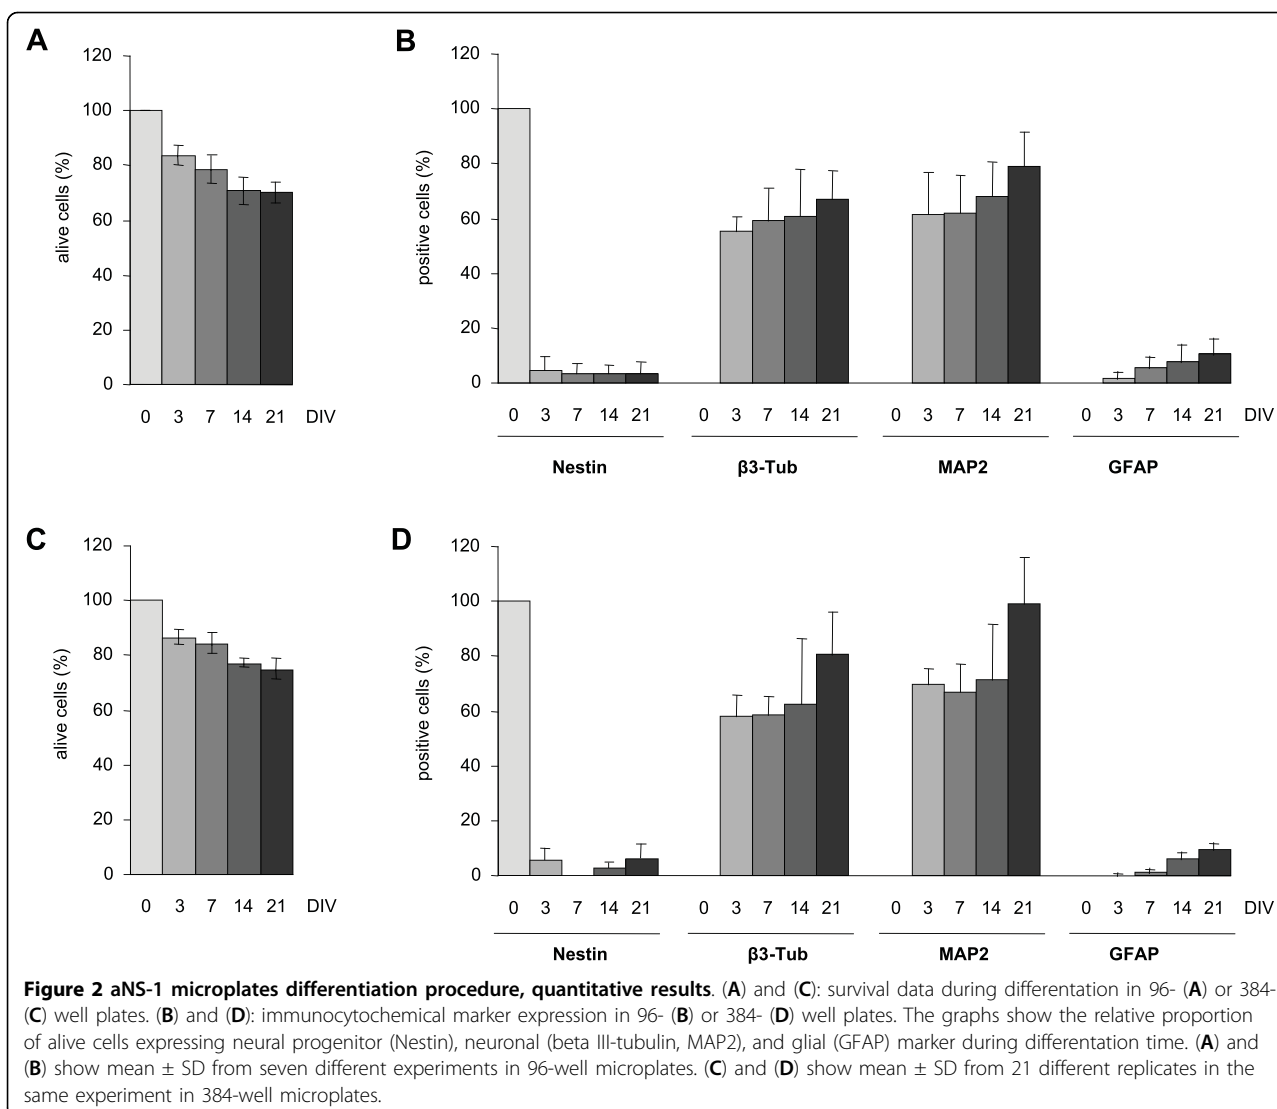 A
B
120
100
80
60
40
20
0
alive cells (%)
0 3 7 14 21 DIV
120
100
80
60
40
20
0
positive cells (%)
0 3 7 14 21 0 3 7 14 21 0 3 7 14 21 0 3 7 14 21 DIV
Nestin β3-Tub MAP2 GFAP
C
D
120
100
80
60
40
20
0
alive cells (%)
0 3 7 14 21 DIV
120
100
80
60
40
20
0
positive cells (%)
0 3 7 14 21 0 3 7 14 21 0 3 7 14 21 0 3 7 14 21 DIV
Nestin β3-Tub MAP2 GFAP
Figure 2 aNS-1 microplates differentiation procedure, quantitative results. (A) and (C): survival data during differentation in 96- (A) or 384-
(C) well plates. (B) and (D): immunocytochemical marker expression in 96- (B) or 384- (D) well plates. The graphs show the relative proportion
of alive cells expressing neural progenitor (Nestin), neuronal (beta III-tubulin, MAP2), and glial (GFAP) marker during differentation time. (A) and
(B) show mean ± SD from seven different experiments in 96-well microplates. (C) and (D) show mean ± SD from 21 different replicates in the
same experiment in 384-well microplates.